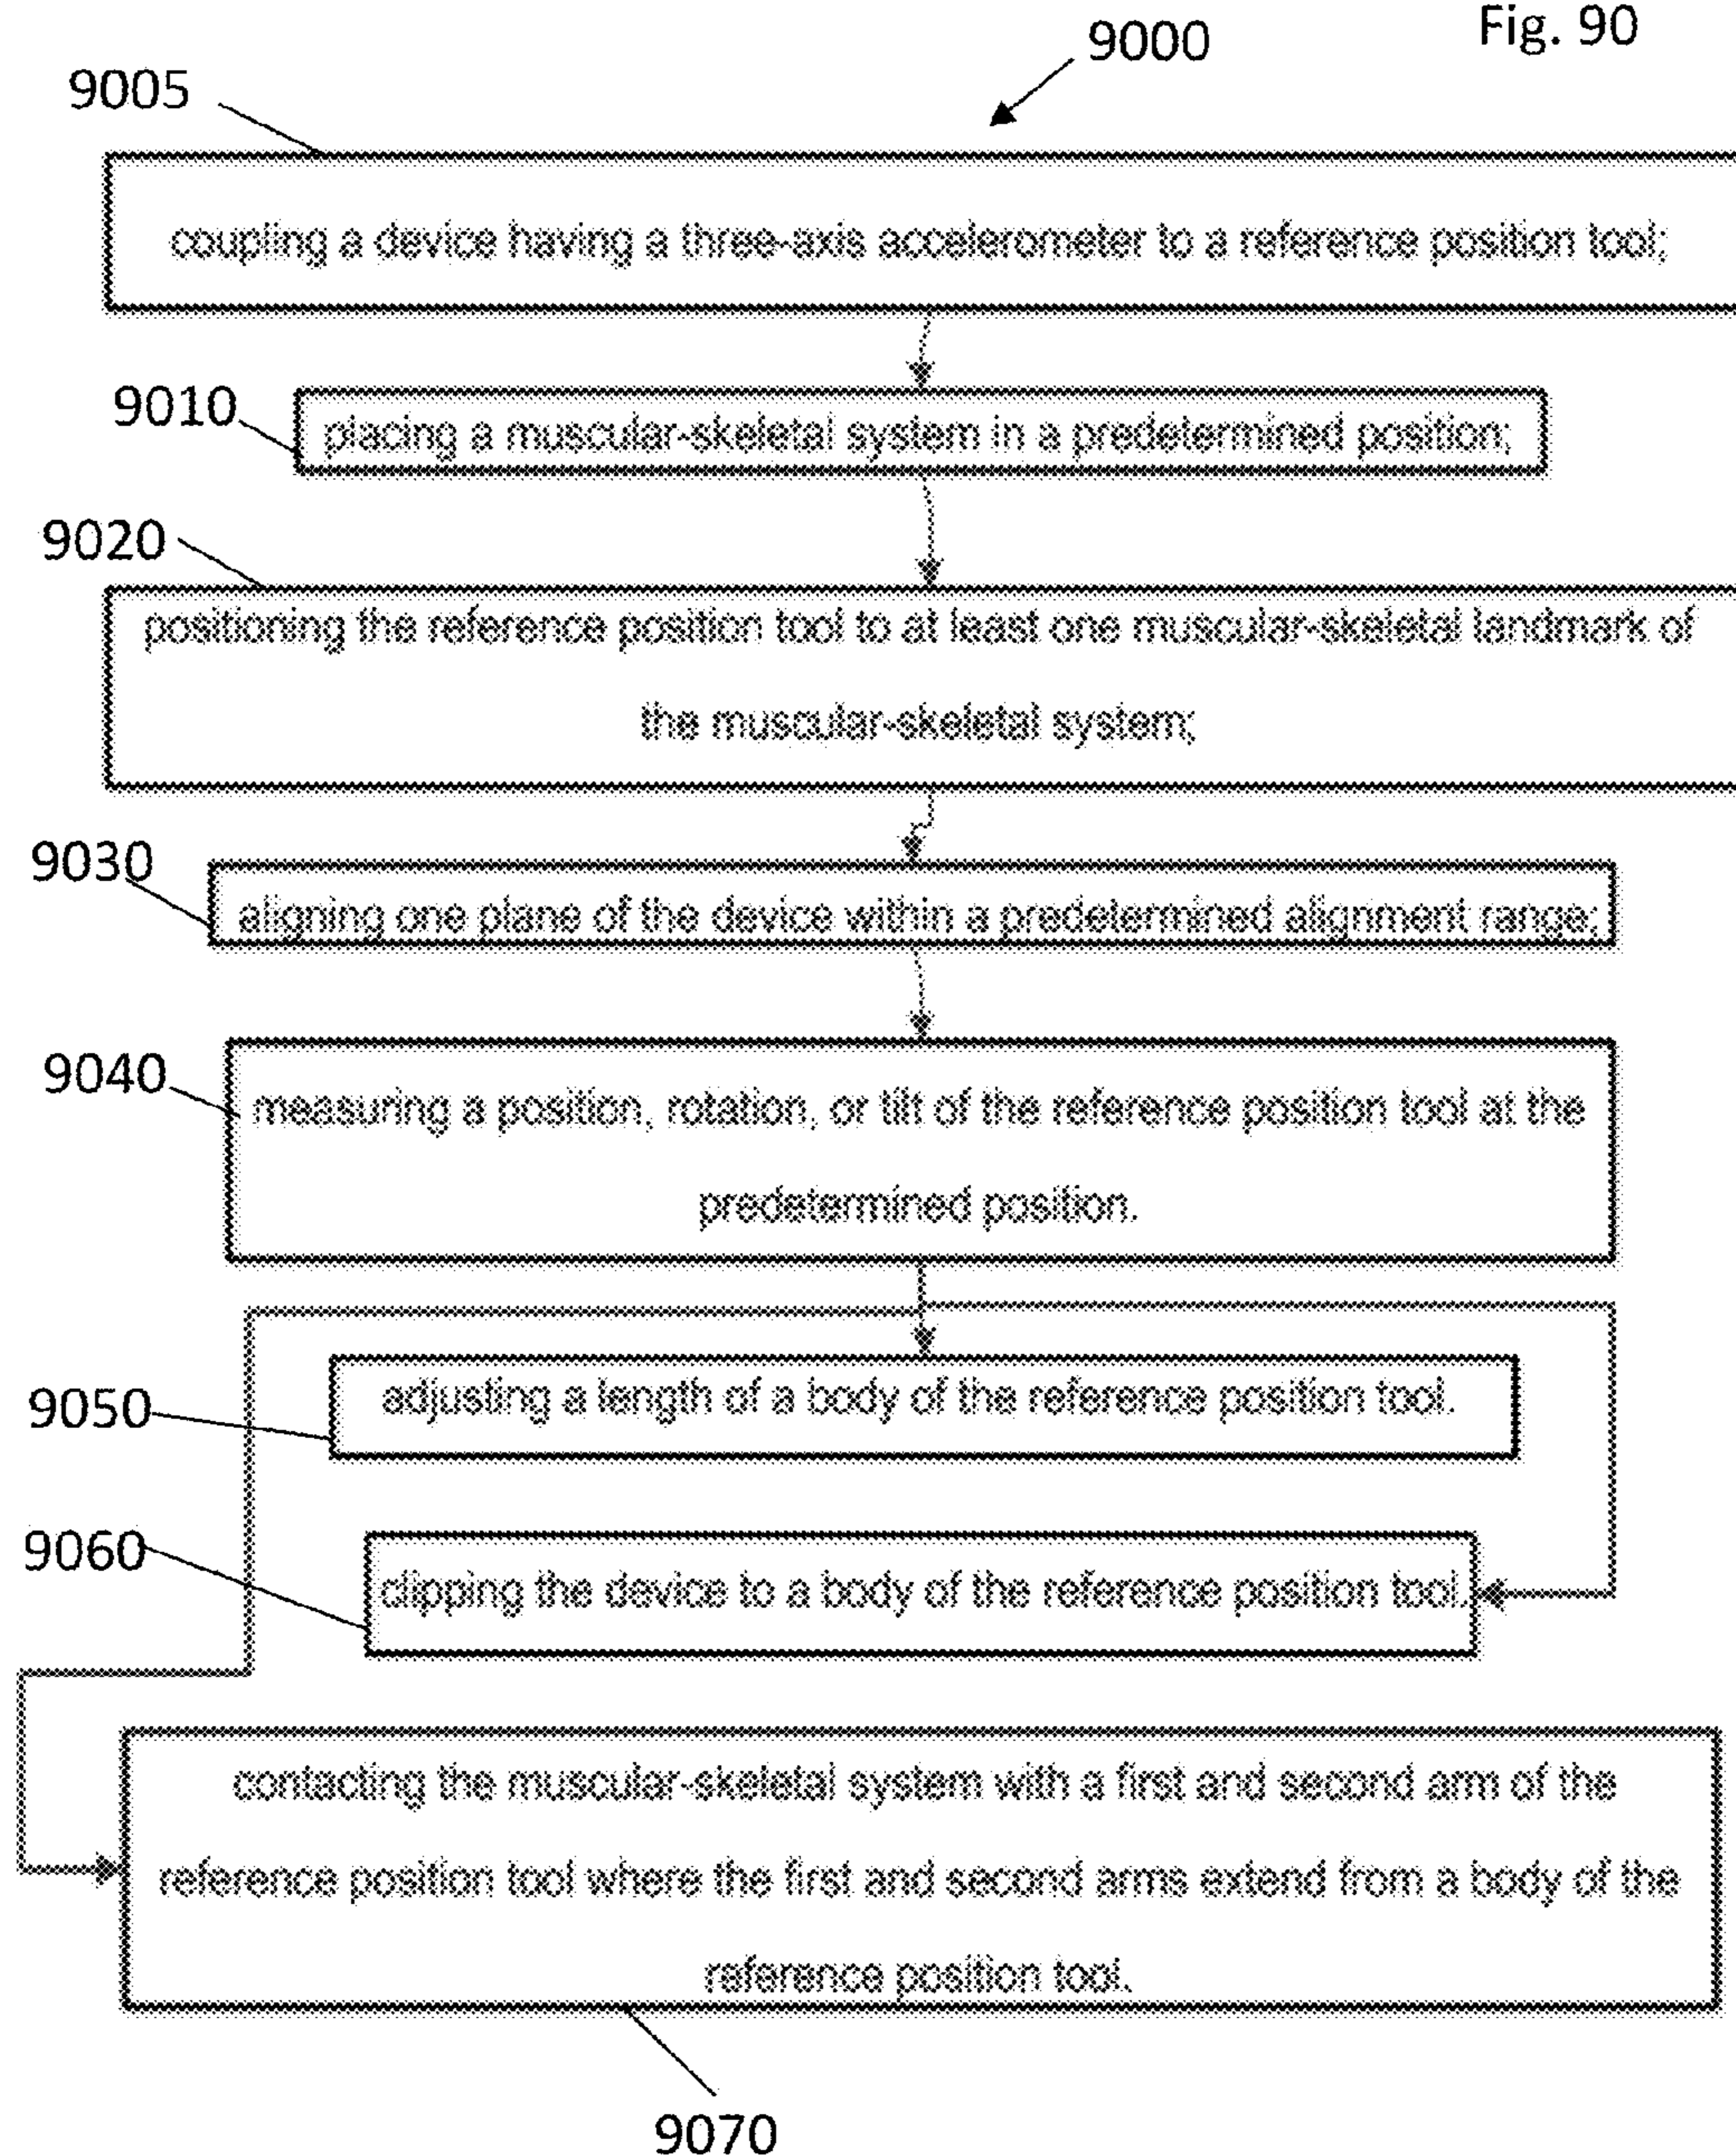 Fig. 90
9000
9005
coupling a device having a three-axis accelerometer to a reference position tool;
9010
placing a muscular-skeletal system in a predetermined position;
9020
positioning the reference position tool to at least one muscular-skeletal landmark of
the muscular-skeletal system;
9030
aligning one plane of the device within a predetermined alignment range;
9040
measuring a position, rotation, or tilt of the reference position tool at the
predetermined position.
9050
adjusting a length of a body of the reference position tool.
9060
clipping the device to a body of the reference position tool.
contacting the muscular-skeletal system with a first and second arm of the
reference position tool where the first and second arms extend from a body of the
reference position tool.
9070